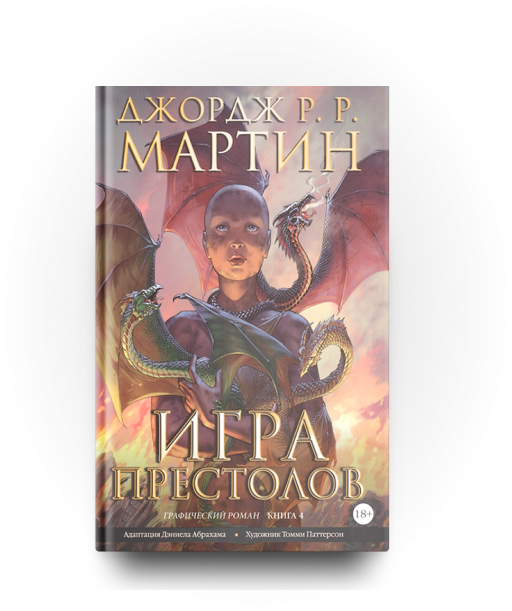 ДЖОРДЖ Р. Р.
МАРТИН
ИГРА
ПРЕСТОЛОВ
ГРАФИЧЕСКИЙ РОМАН КНИГА 4
18+
Адаптация Дэниела Абрахама • Художник Томми Паттерсон